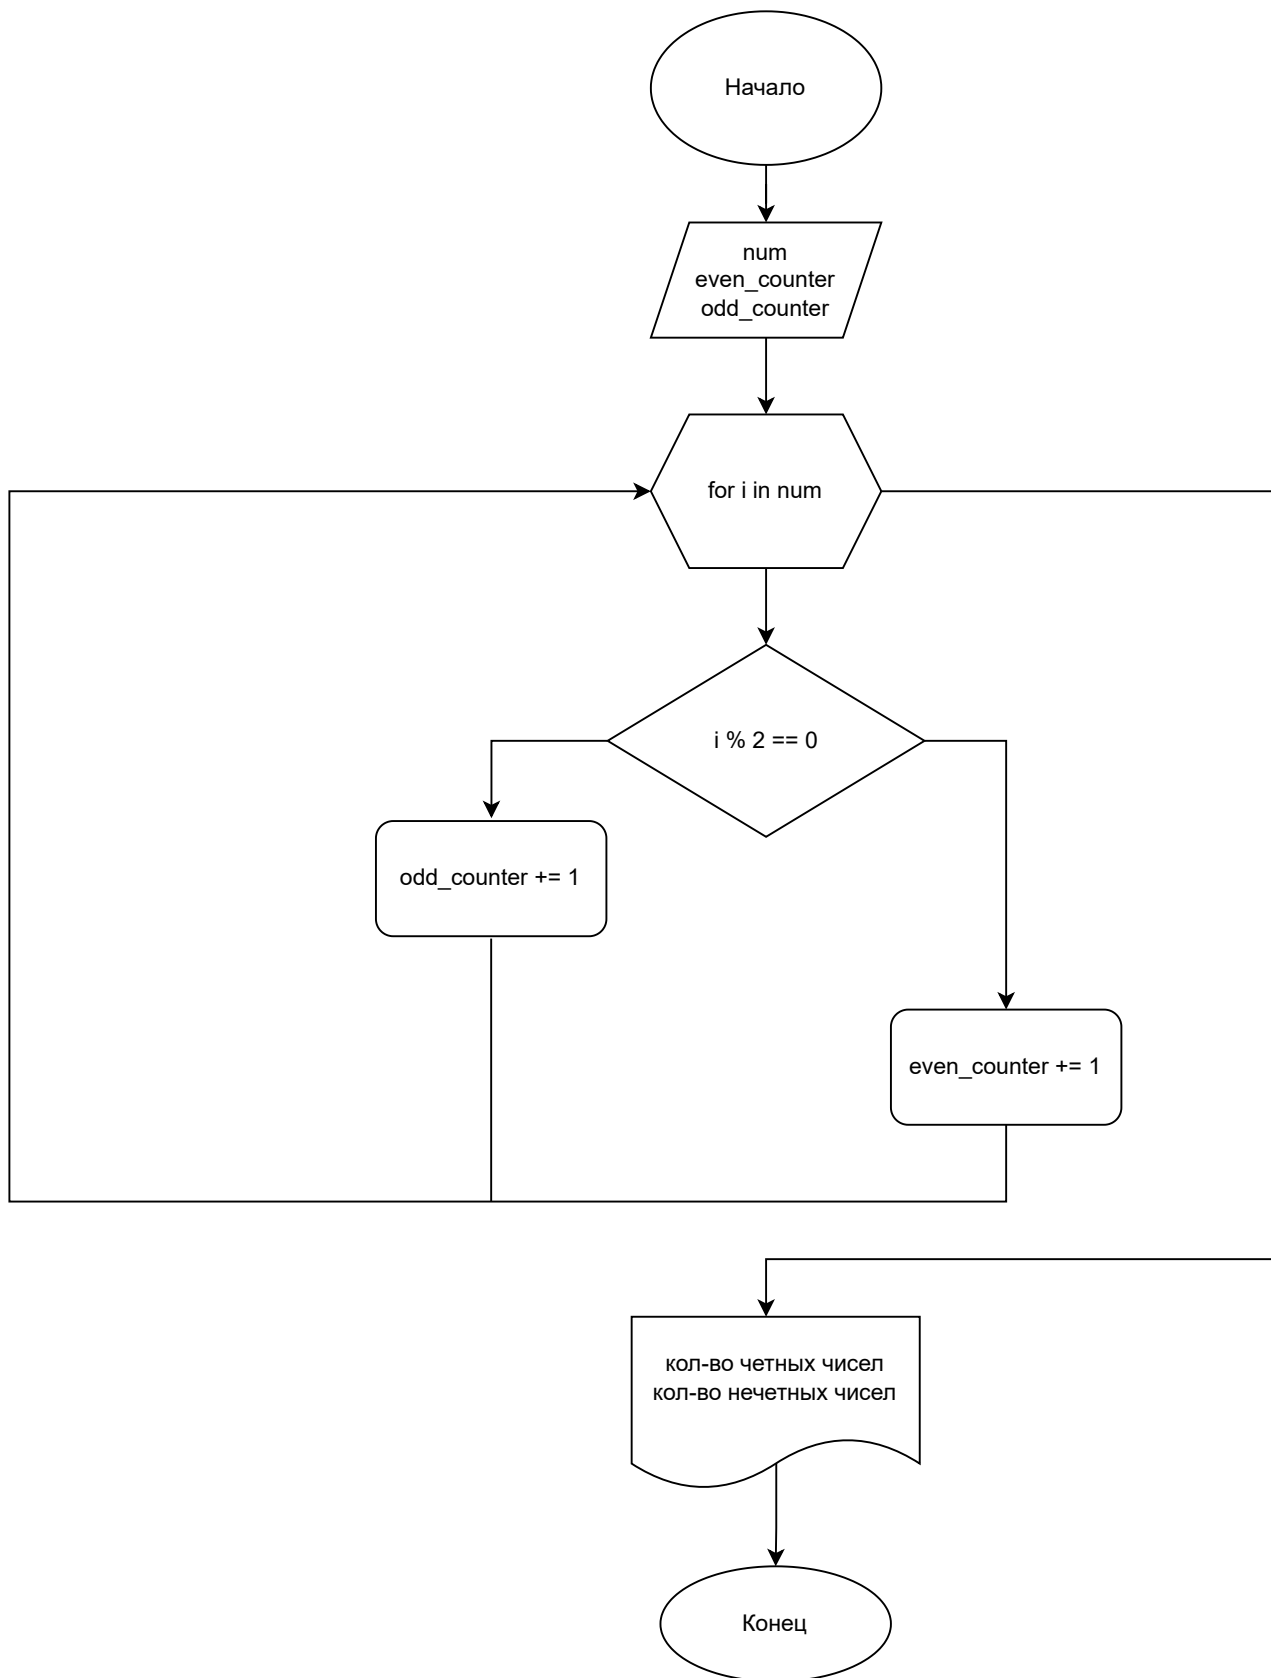 Начало
num
even_counter
odd_counter
for i in num
i % 2 == 0
odd_counter += 1
even_counter += 1
кол-во четных чисел
кол-во нечетных чисел
Конец